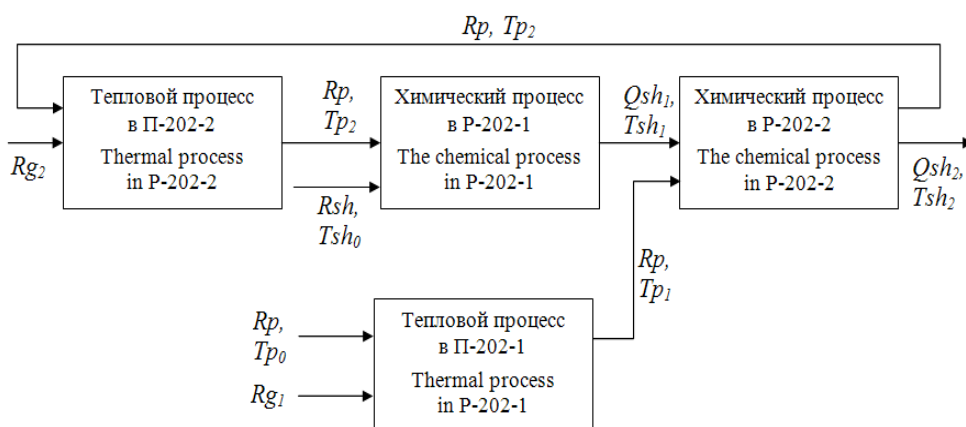 Rp, Tp₂
Тепловой процесс
в П-202-2
Thermal process
in P-202-2
Rg₂
Rp,
Tp₂
Rsh,
Tsh₀
Химический процесс
в Р-202-1
The chemical process
in P-202-1
Qsh₁,
Tsh₁
Химический процесс
в Р-202-2
The chemical process
in P-202-2
Qsh₂,
Tsh₂
Rp,
Tp₁
Rp,
Tp₀
Rg₁
Тепловой процесс
в П-202-1
Thermal process
in P-202-1